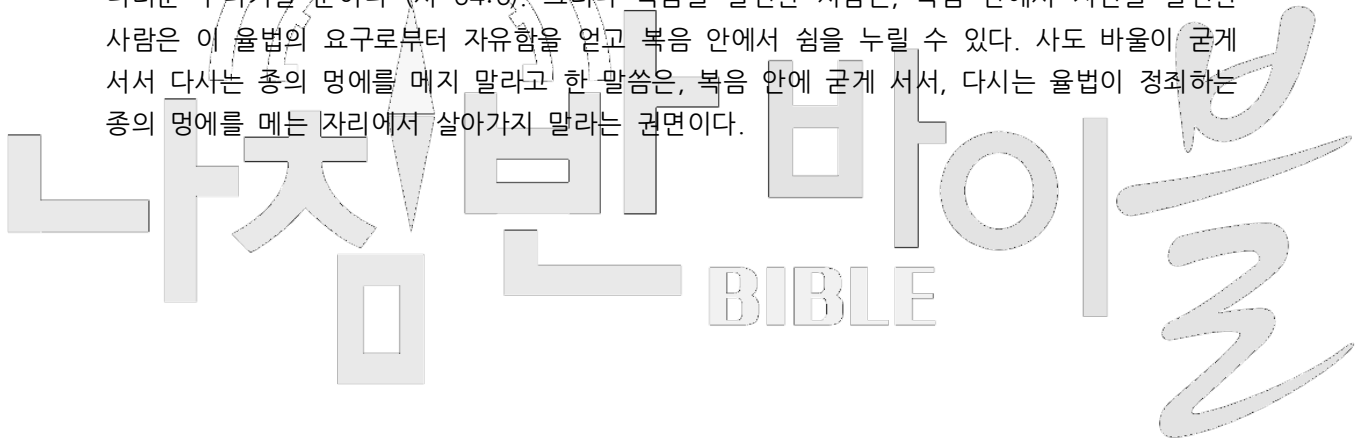 사람은 이 율법의 요구로부터 자유함을 얻고 복음 안에서 쉼을 누릴 수 있다. 사도 바울이 굳게
서서 다시는 종의 멍에를 메지 말라고 한 말씀은, 복음 안에 굳게 서서, 다시는 율법이 정죄하는
종의 멍에를 메는 자리에서 살아가지 말라는 권면이다.
나침반 바이블
BIBLE